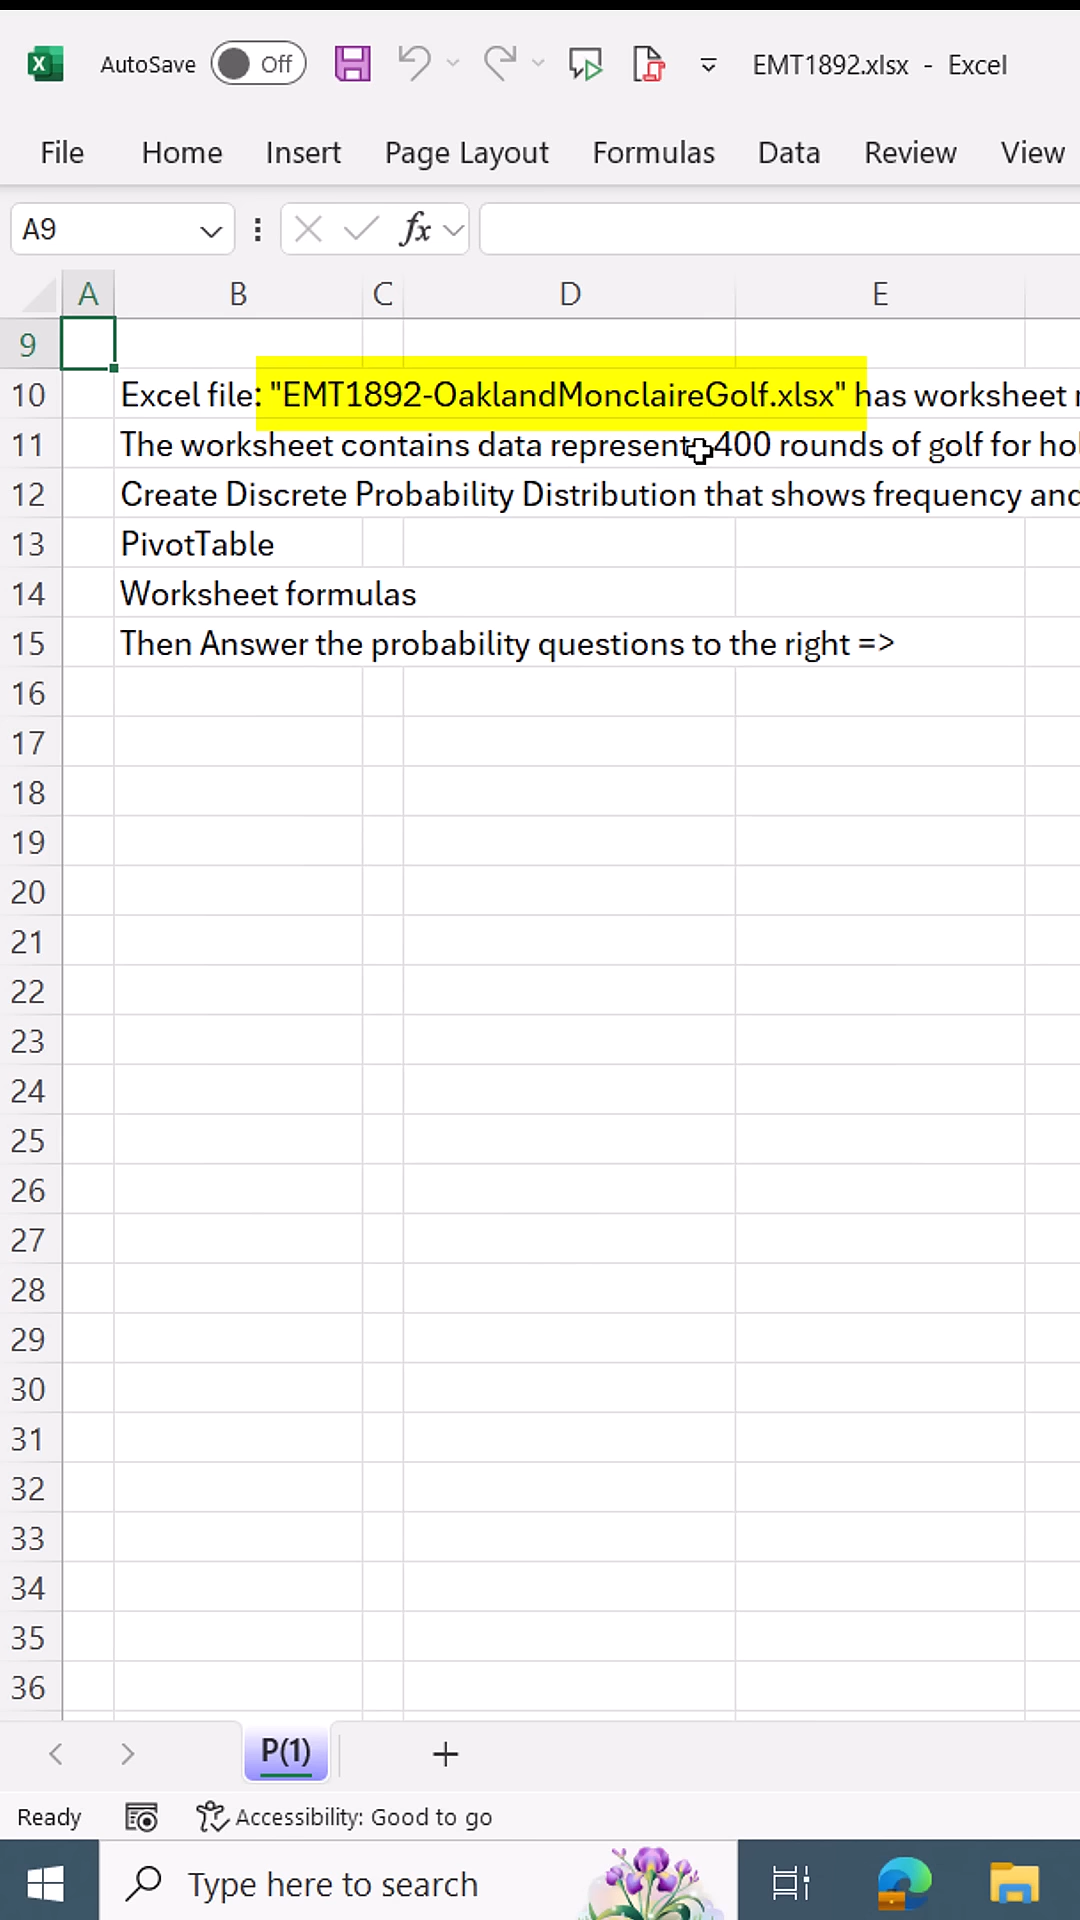 AutoSave Off EMT1892.xlsx - Excel
File Home Insert Page Layout Formulas Data Review View
A9 fx
A B C D E
9
10 Excel file: "EMT1892-OaklandMonclaireGolf.xlsx" has worksheet
11 The worksheet contains data represent 400 rounds of golf for
12 Create Discrete Probability Distribution that shows frequency and
13 PivotTable
14 Worksheet formulas
15 Then Answer the probability questions to the right =>
16
17
18
19
20
21
22
23
24
25
26
27
28
29
30
31
32
33
34
35
36
P(1)
Ready Accessibility: Good to go
Type here to search